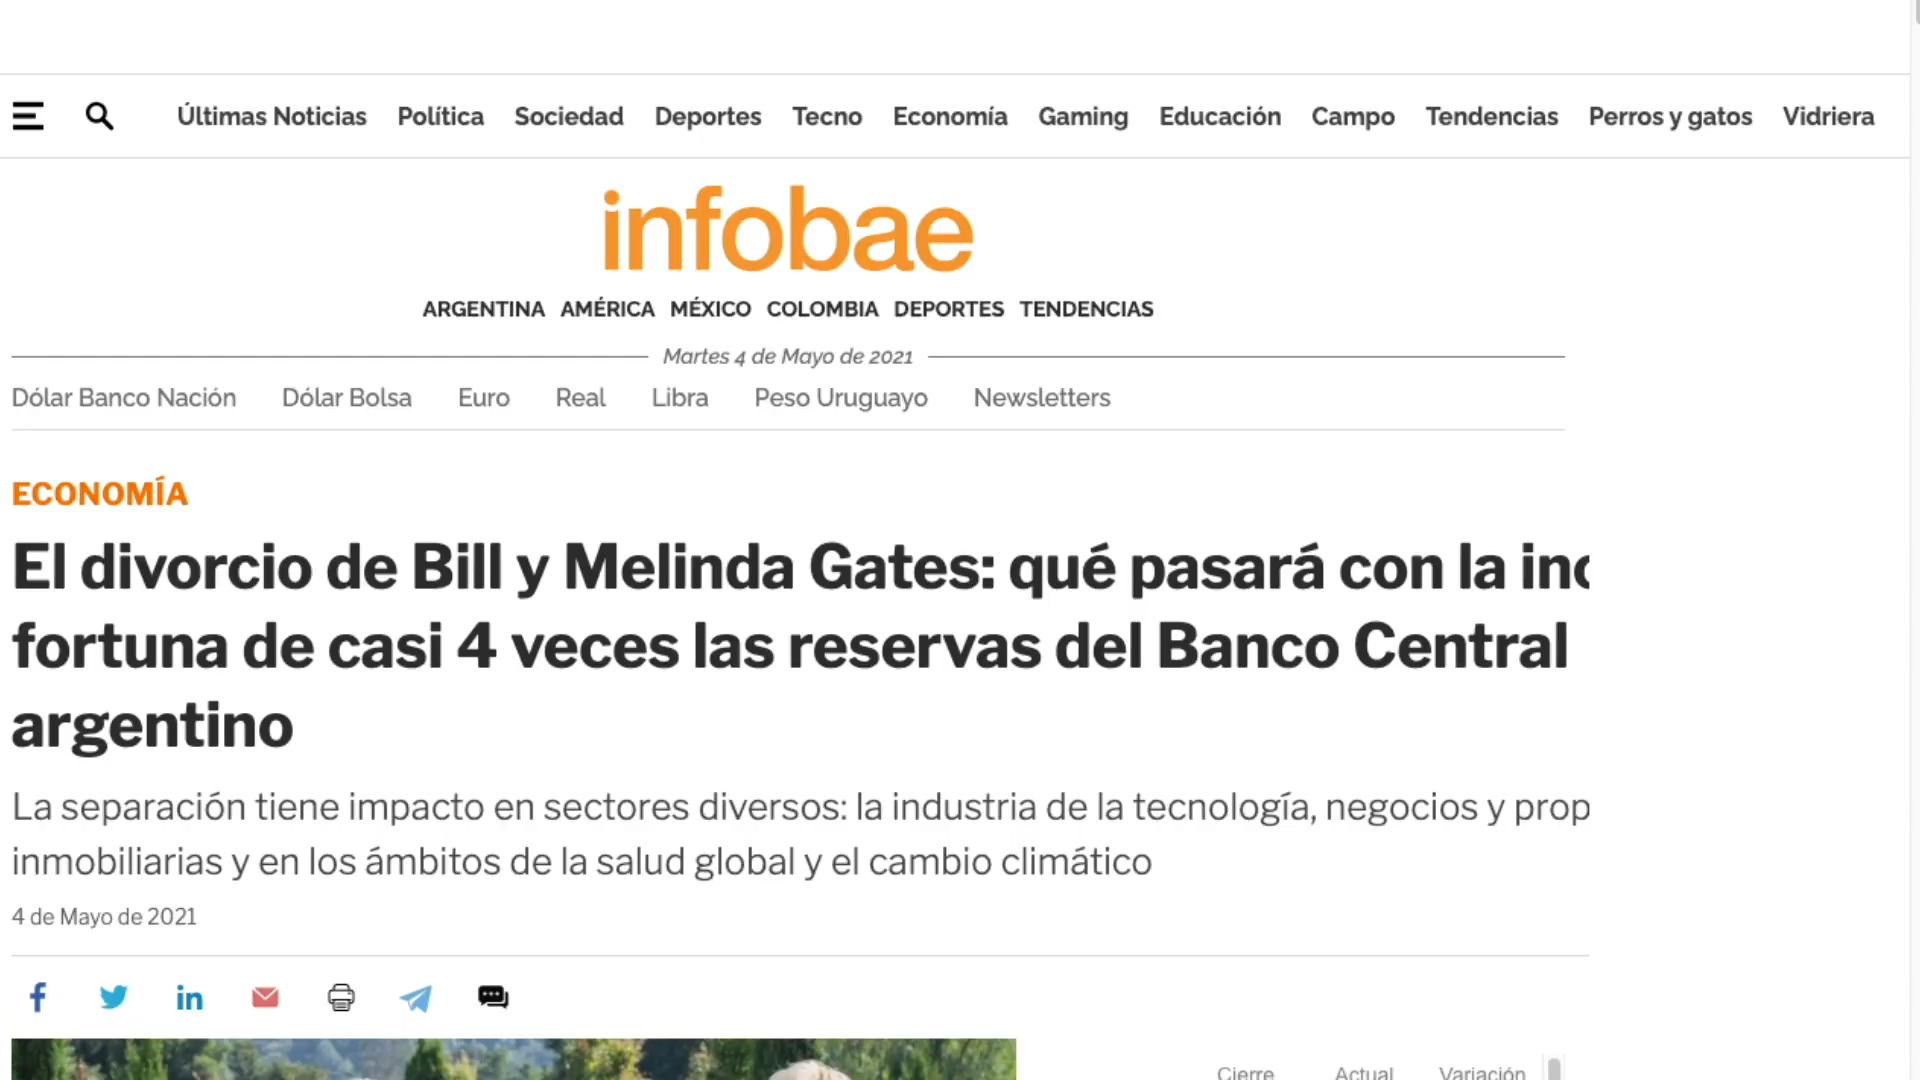 Últimas Noticias Política Sociedad Deportes Tecno Economía Gaming Educación Campo Tendencias Perros y gatos Vidriera
infobae
ARGENTINA AMÉRICA MÉXICO COLOMBIA DEPORTES TENDENCIAS
Martes 4 de Mayo de 2021
Dólar Banco Nación Dólar Bolsa Euro Real Libra Peso Uruguayo Newsletters
ECONOMÍA
El divorcio de Bill y Melinda Gates: qué pasará con la
fortuna de casi 4 veces las reservas del Banco Central
argentino
La separación tiene impacto en sectores diversos: la industria de la tecnología, negocios y prop
inmobiliarias y en los ámbitos de la salud global y el cambio climático
4 de Mayo de 2021
Cierre Actual Variación